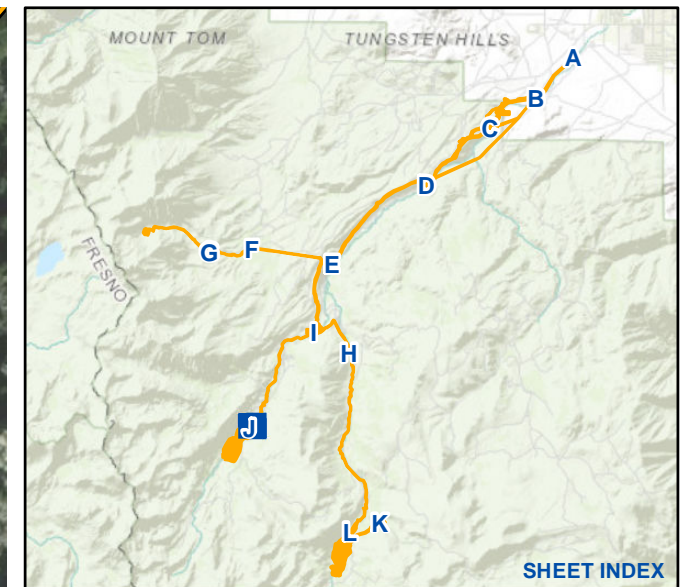 MOUNT TOM
TUNGSTEN HILLS
A
B
C
D
E
F
G
FRESNO
I
H
J
K
L
SHEET INDEX